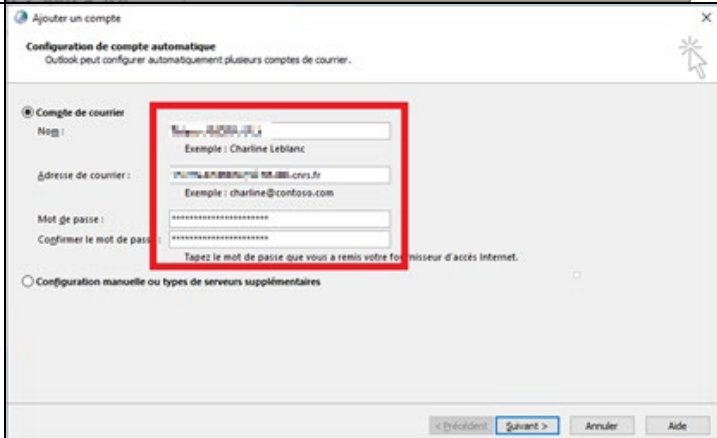 Ajouter un compte
Configuration de compte automatique
Outlook peut configurer automatiquement plusieurs comptes de courrier.
Compte de courrier
Nom :
Exemple : Charline Leblanc
Adresse de courrier : cnrs.fr
Exemple : charline@contoso.com
Mot de passe : **********************
Confirmer le mot de passe : **********************
Tapez le mot de passe que vous a remis votre fournisseur d'accès Internet.
Configuration manuelle ou types de serveurs supplémentaires
< Précédent Suivant > Annuler Aide